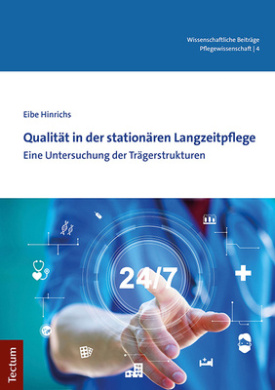 Wissenschaftliche Beiträge
Pflegewissenschaft | 4
Eibe Hinrichs
Qualität in der stationären Langzeitpflege
Eine Untersuchung der Trägerstrukturen
24/7
Tectum